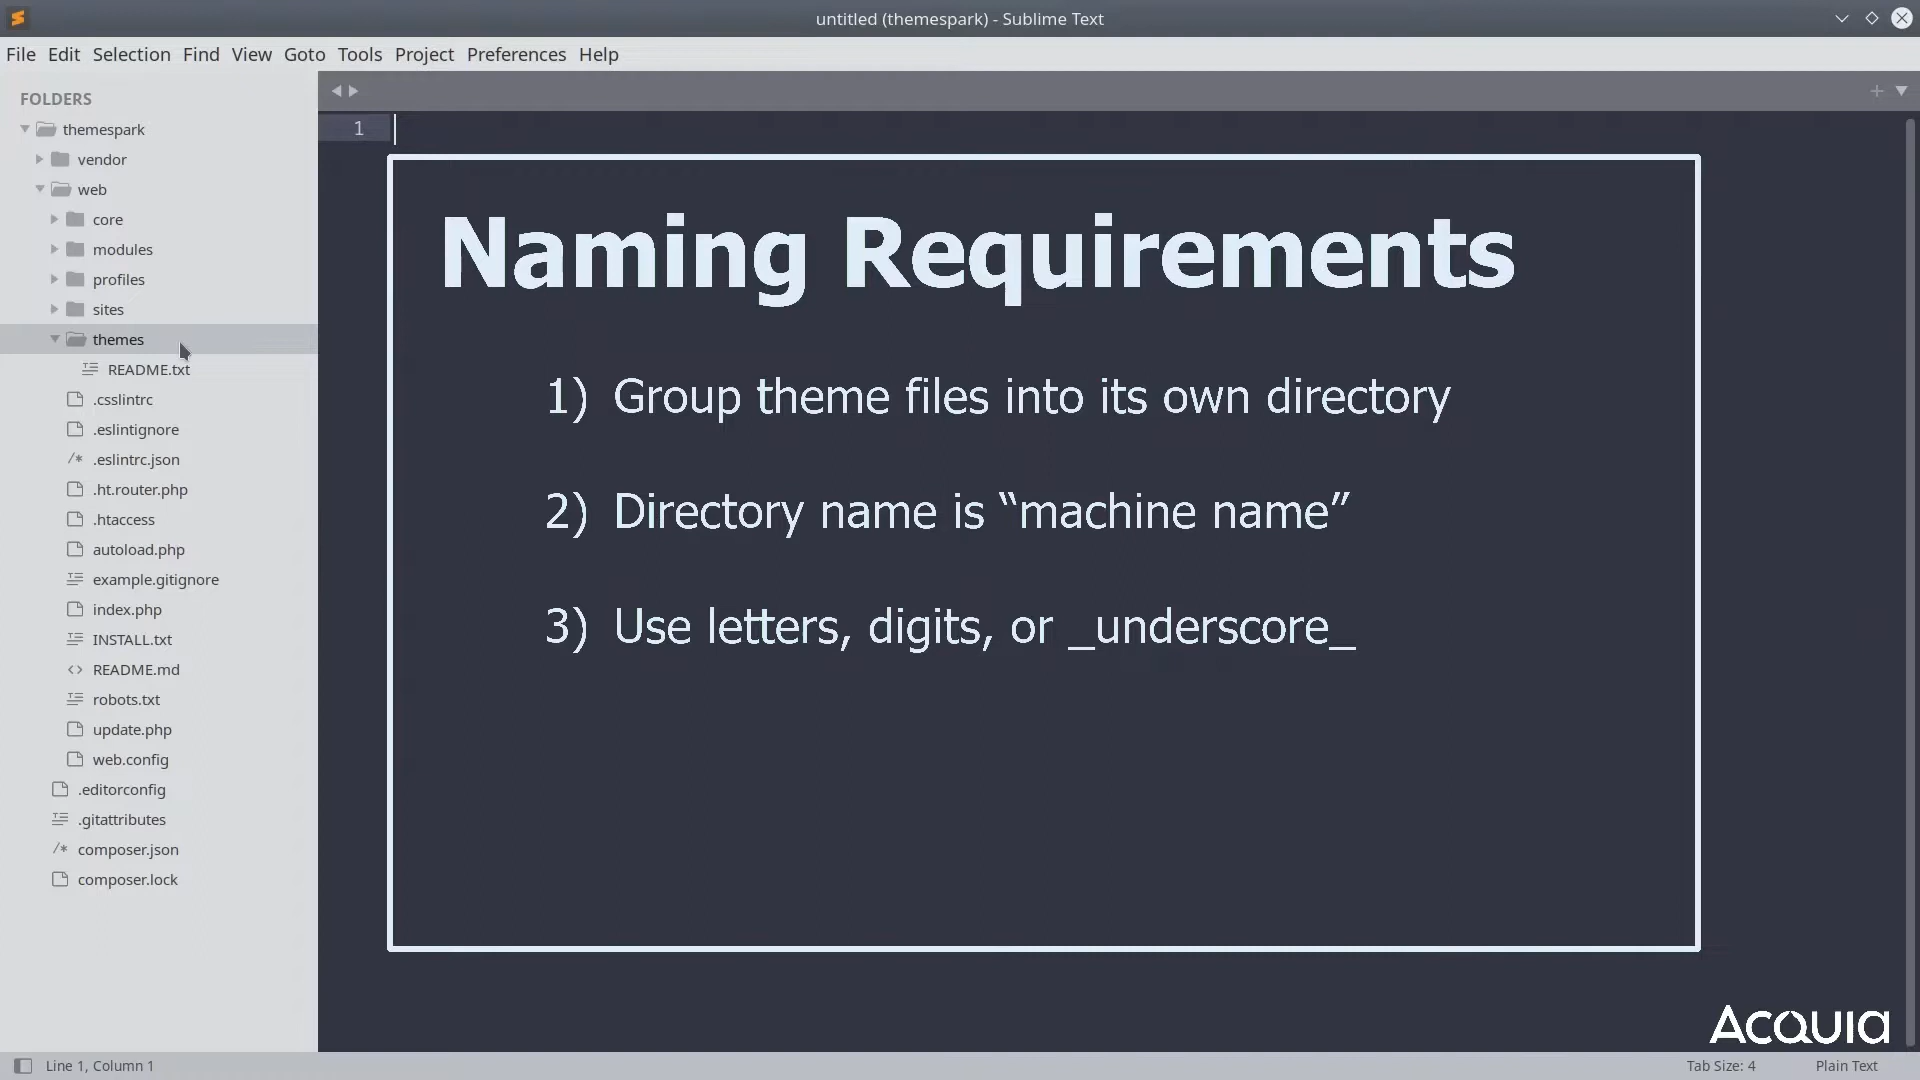 untitled (themespark) - Sublime Text
File Edit Selection Find View Goto Tools Project Preferences Help
FOLDERS
themespark
vendor
web
core
modules
profiles
sites
themes
README.txt
.csslintrc
.eslintignore
.eslintrc.json
.ht.router.php
.htaccess
autoload.php
example.gitignore
index.php
INSTALL.txt
README.md
robots.txt
update.php
web.config
.editorconfig
.gitattributes
composer.json
composer.lock
1
Naming Requirements
1) Group theme files into its own directory
2) Directory name is “machine name”
3) Use letters, digits, or _underscore_
ACQUIA
Line 1, Column 1
Tab Size: 4
Plain Text